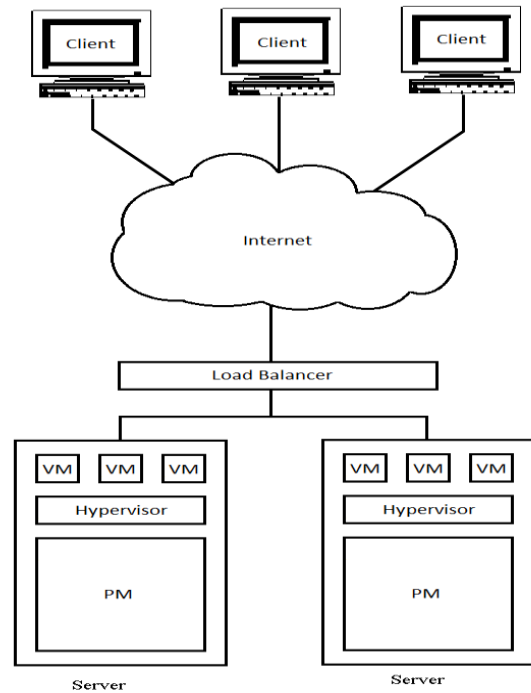 Client
Client
Client
Internet
Load Balancer
VM VM VM
Hypervisor
PM
Server
VM VM VM
Hypervisor
PM
Server